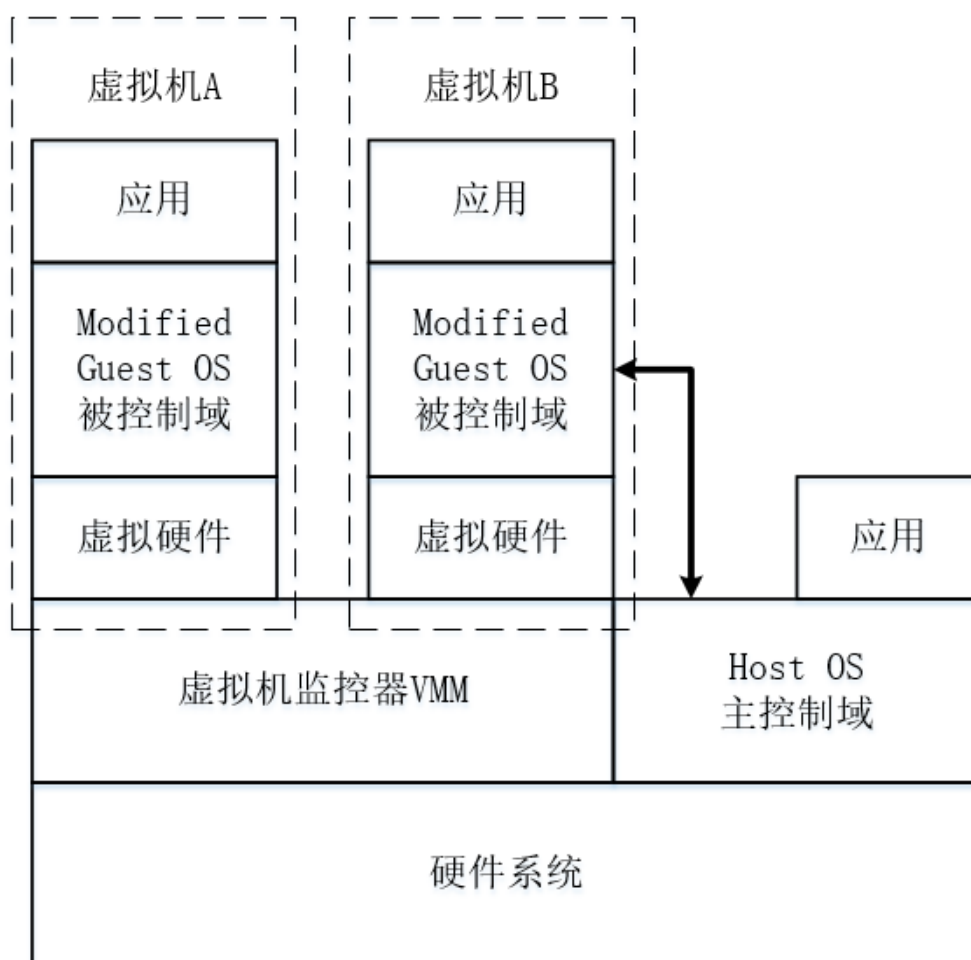 虚拟机A
虚拟机B
应用
应用
Modified
Guest OS
被控制域
Modified
Guest OS
被控制域
虚拟硬件
虚拟硬件
应用
虚拟机监控器VMM
Host OS
主控制域
硬件系统